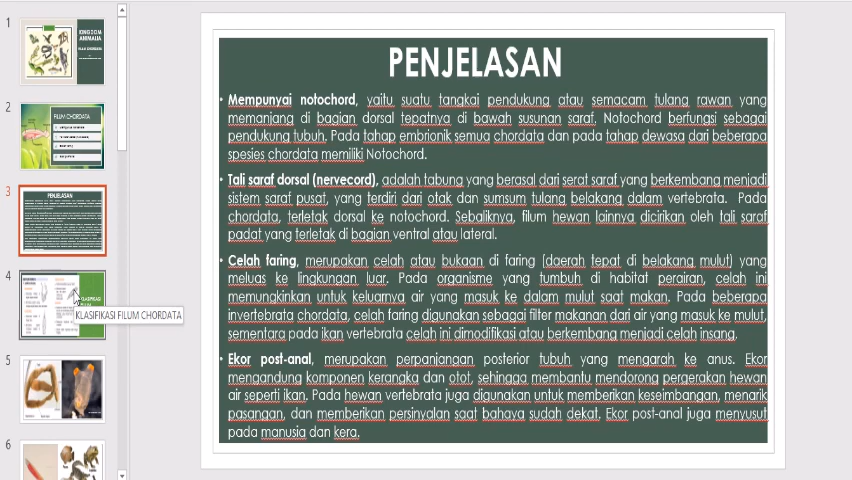 1
KINGDOM
ANIMALIA
2
FILUM CHORDATA
3
PENJELASAN
4
KLASIFIKASI
KLASIFIKASI FILUM CHORDATA
5
6
PENJELASAN
• Mempunyai notochord, yaitu suatu tangkai pendukung atau semacam tulang rawan yang
memanjang di bagian dorsal tepatnya di bawah susunan saraf. Notochord berfungsi sebagai
pendukung tubuh. Pada tahap embrionik semua chordata dan pada tahap dewasa dari beberapa
spesies chordata memiliki Notochord.
• Tali saraf dorsal (nervecord), adalah tabung yang berasal dari serat saraf yang berkembang menjadi
sistem saraf pusat, yang terdiri dari otak dan sumsum tulang belakang dalam vertebrata. Pada
chordata, terletak dorsal ke notochord. Sebaliknya, filum hewan lainnya dicirikan oleh tali saraf
padat yang terletak di bagian ventral atau lateral.
• Celah faring, merupakan celah atau bukaan di faring (daerah tepat di belakang mulut) yang
meluas ke lingkungan luar. Pada organisme yang tumbuh di habitat perairan, celah ini
memungkinkan untuk keluarnya air yang masuk ke dalam mulut saat makan. Pada beberapa
invertebrata chordata, celah faring digunakan sebagai filter makanan dari air yang masuk ke mulut,
sementara pada ikan vertebrata celah ini dimodifikasi atau berkembang menjadi celah insang.
• Ekor post-anal, merupakan perpanjangan posterior tubuh yang mengarah ke anus. Ekor
mengandung komponen kerangka dan otot, sehingga membantu mendorong pergerakan hewan
air seperti ikan. Pada hewan vertebrata juga digunakan untuk memberikan keseimbangan, menarik
pasangan, dan memberikan persinyalan saat bahaya sudah dekat. Ekor post-anal juga menyusut
pada manusia dan kera.